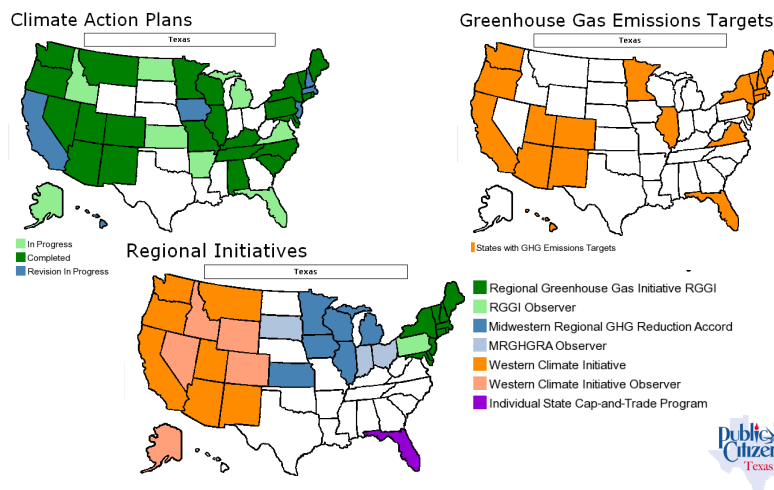 Climate Action Plans
Texas
Greenhouse Gas Emissions Targets
Texas
In Progress
Completed
Revision In Progress
States with GHG Emissions Targets
Regional Initiatives
Texas
Regional Greenhouse Gas Initiative RGGI
RGGI Observer
Midwestern Regional GHG Reduction Accord
MRGHGRA Observer
Western Climate Initiative
Western Climate Initiative Observer
Individual State Cap-and-Trade Program
Public
Citizen
Texas